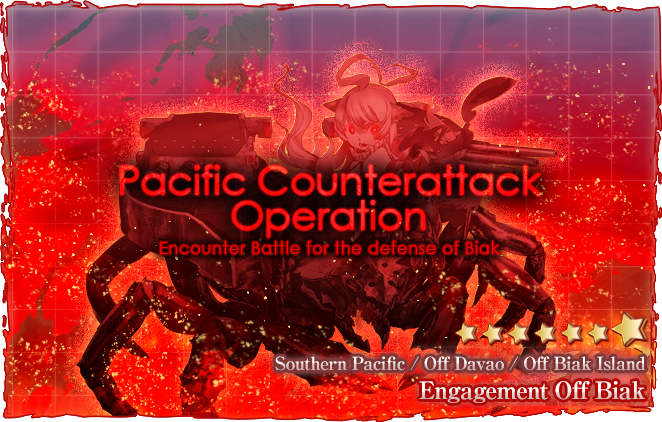 Pacific Counterattack
Operation
Encounter Battle for the defense of Biak
Southern Pacific / Off Davao / Off Biak Island
Engagement Off Biak